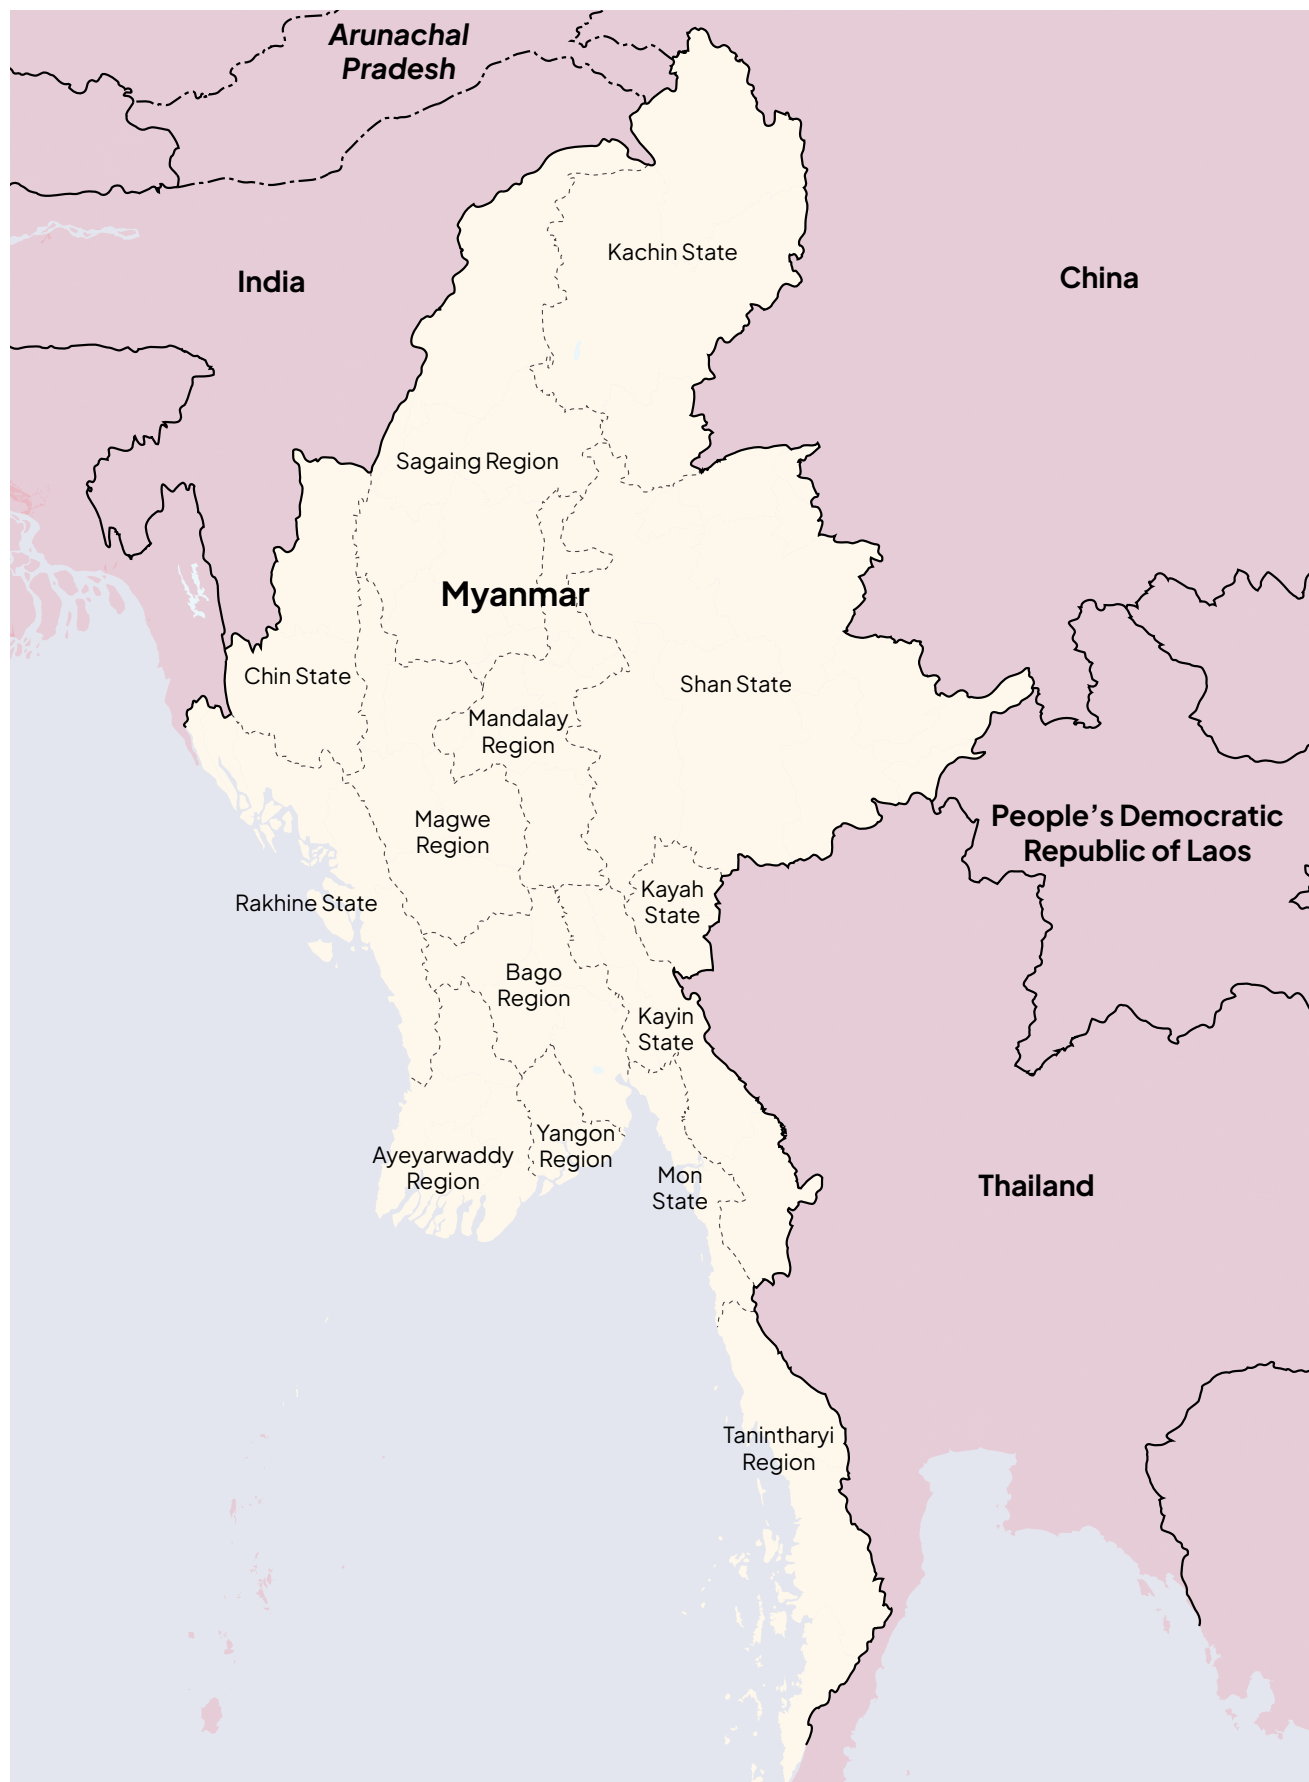 Arunachal
Pradesh
Kachin State
India
China
Sagaing Region
Myanmar
Chin State
Shan State
Mandalay
Region
People’s Democratic
Republic of Laos
Magwe
Region
Kayah
State
Rakhine State
Bago
Region
Kayin
State
Yangon
Region
Ayeyarwaddy
Region
Mon
State
Thailand
Tanintharyi
Region